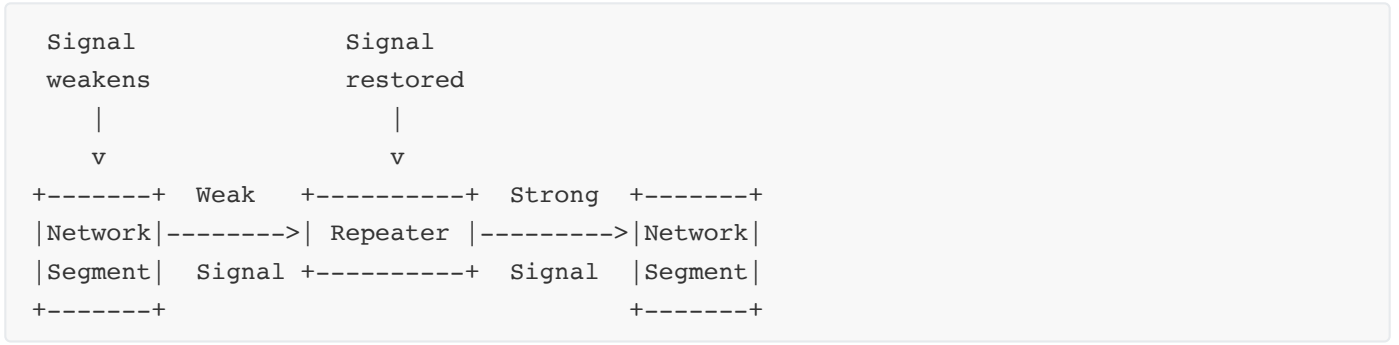 Signal                Signal
weakens               restored
    |                     |
    v                     v
+-------+  Weak   +----------+  Strong  +-------+
|Network|-------->| Repeater |--------->|Network|
|Segment|  Signal +----------+  Signal  |Segment|
+-------+                               +-------+